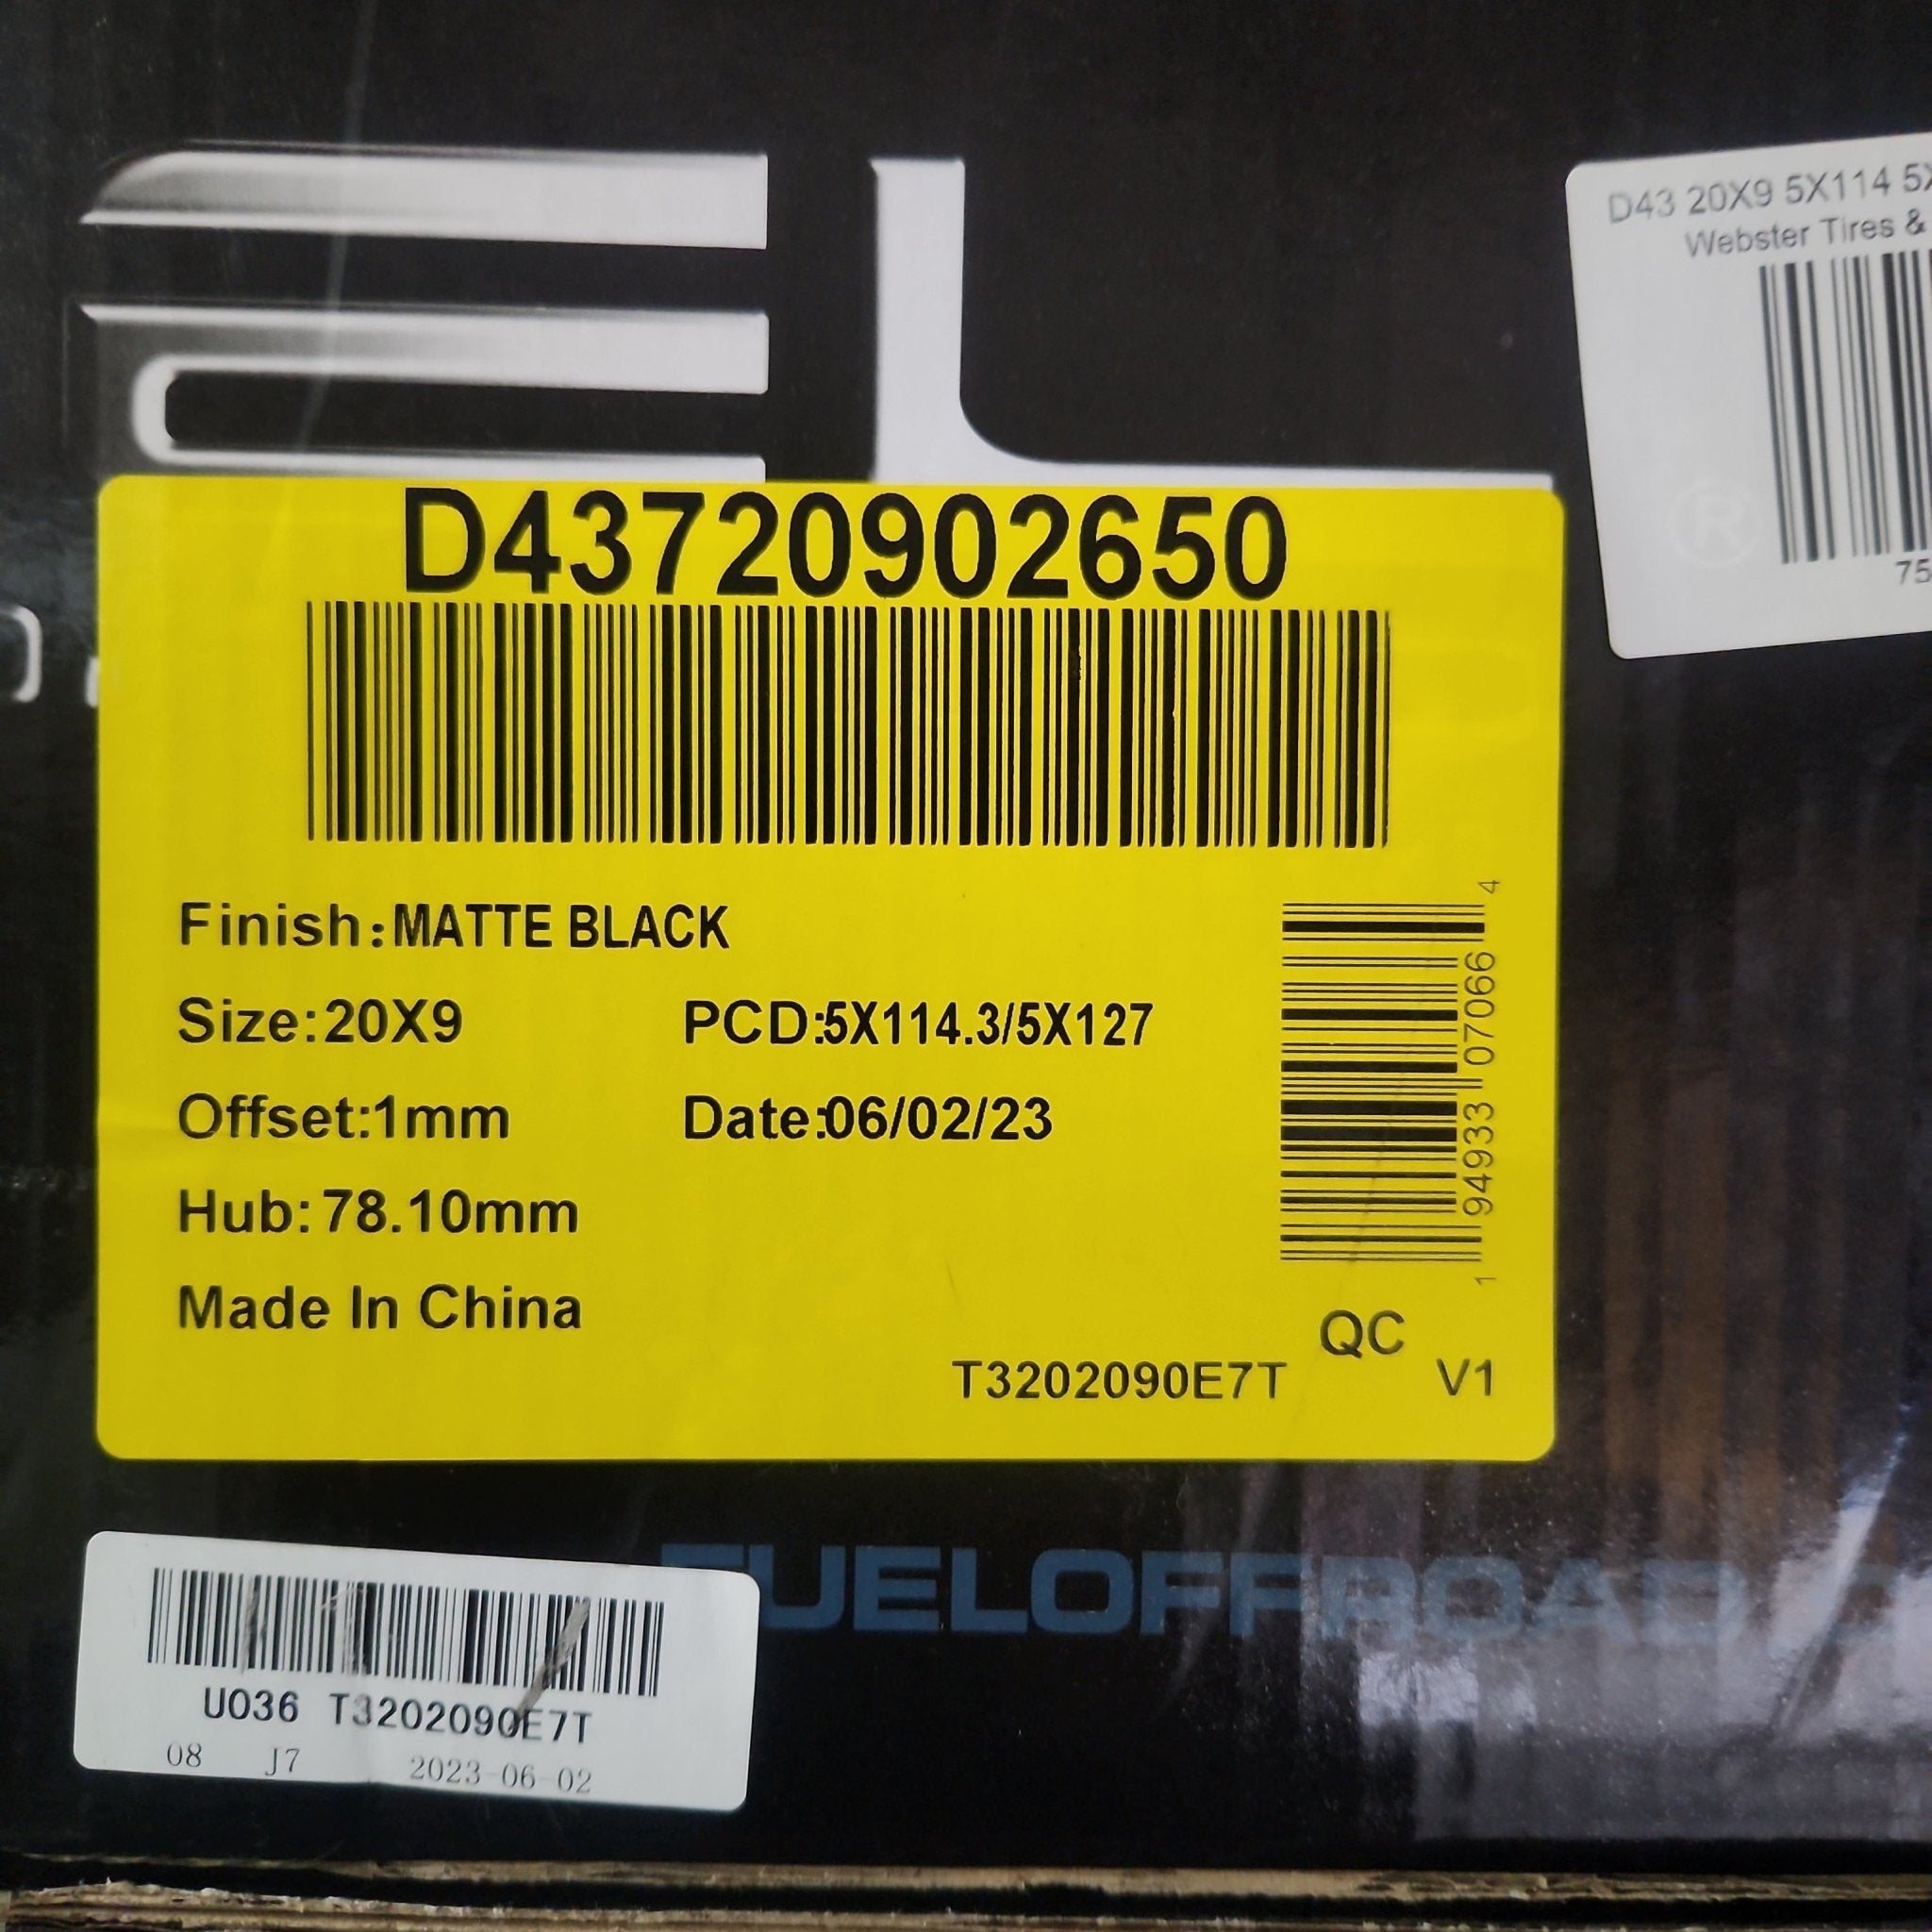 EL
®
D43 20X9 5X114 5X
Webster Tires &
75
D43720902650
Finish:MATTE BLACK
Size:20X9 PCD:5X114.3/5X127
Offset:1mm Date:06/02/23
Hub:78.10mm
Made In China
1 94933 07066 4
QC
T3202090E7T V1
FUELOFFROAD
U036 T3202090E7T
08 J7 2023-06-02